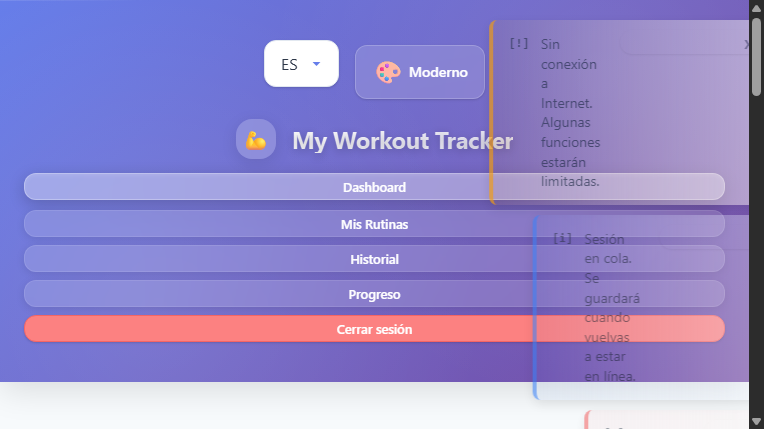 ES
Moderno
My Workout Tracker
Dashboard
Mis Rutinas
Historial
Progreso
Cerrar sesión
[!] Sin
conexión
a
Internet.
Algunas
funciones
estarán
limitadas.
[i] Sesión
en cola.
Se
guardará
cuando
vuelvas
a estar
en línea.